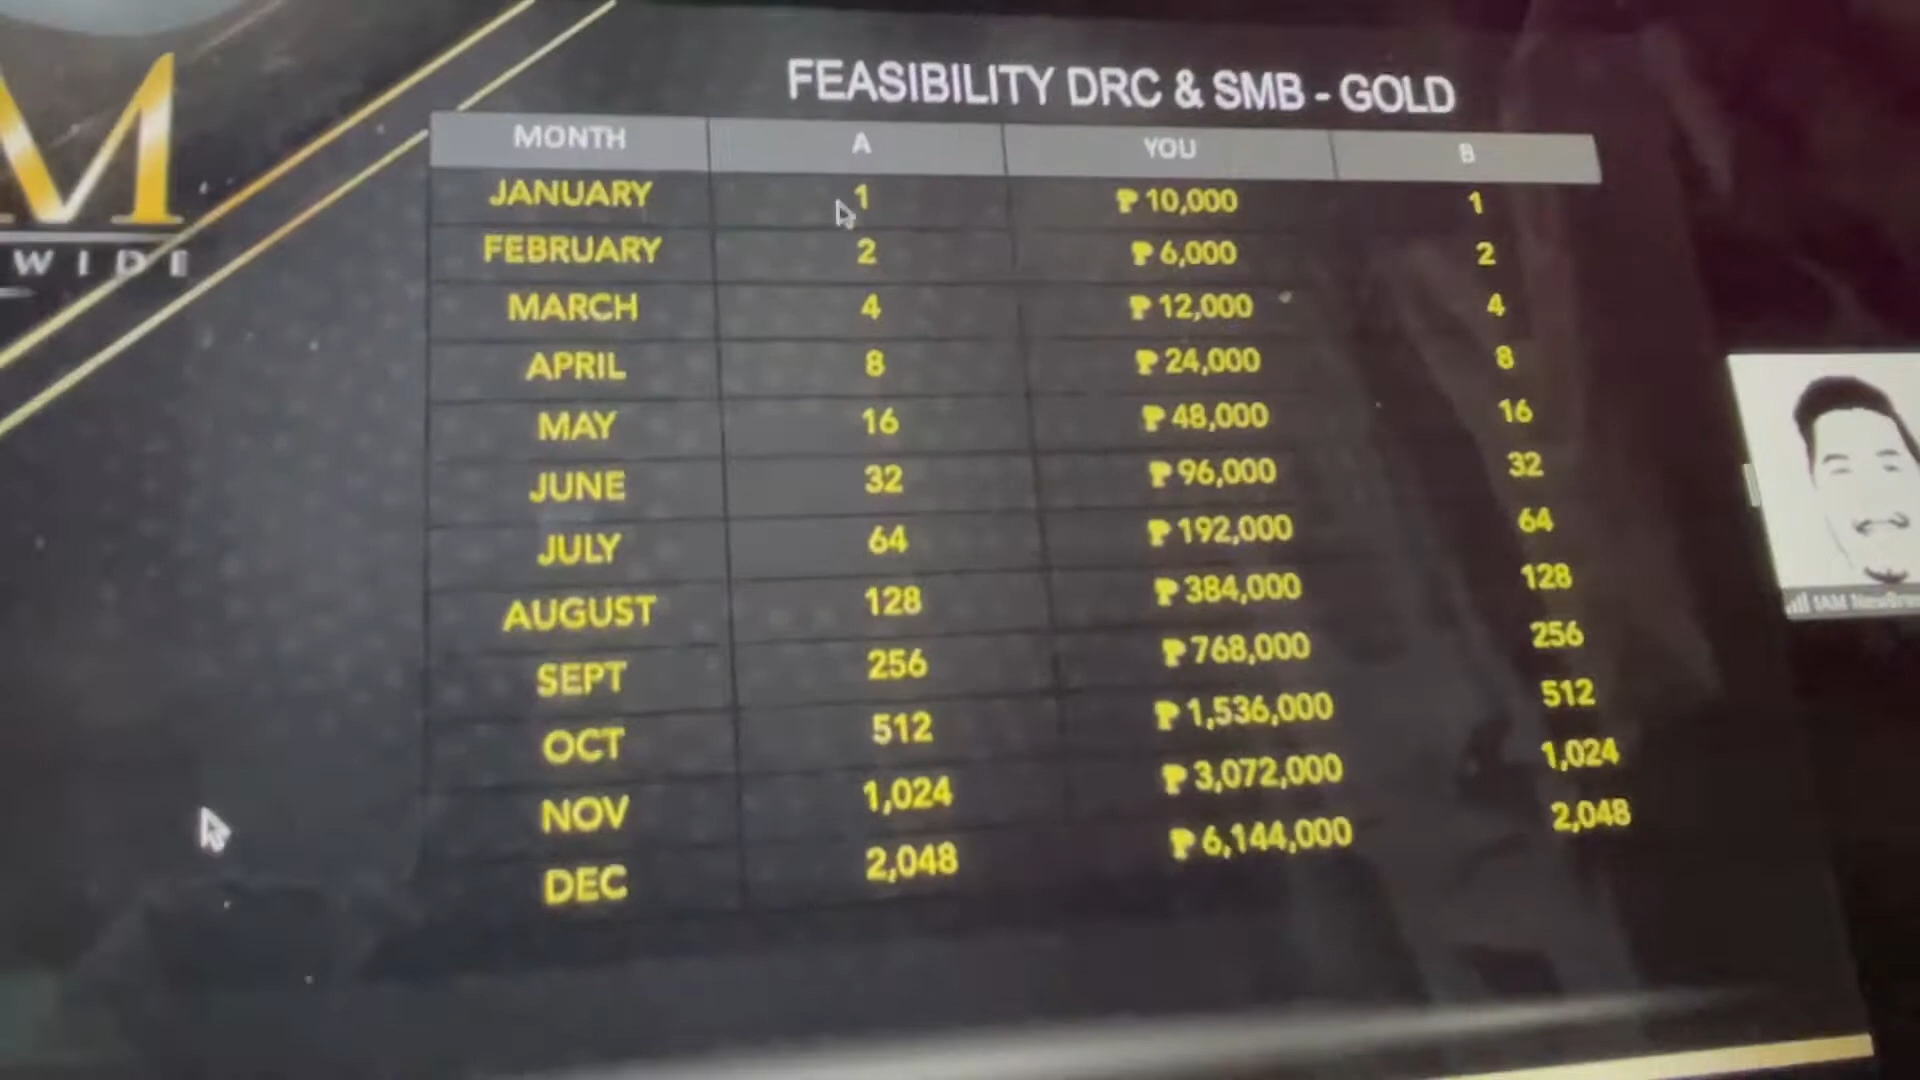 M
WIDE
FEASIBILITY DRC & SMB - GOLD
MONTH A YOU B
JANUARY 1 ₱ 10,000 1
FEBRUARY 2 ₱ 6,000 2
MARCH 4 ₱ 12,000 4
APRIL 8 ₱ 24,000 8
MAY 16 ₱ 48,000 16
JUNE 32 ₱ 96,000 32
JULY 64 ₱ 192,000 64
AUGUST 128 ₱ 384,000 128
SEPT 256 ₱ 768,000 256
OCT 512 ₱ 1,536,000 512
NOV 1,024 ₱ 3,072,000 1,024
DEC 2,048 ₱ 6,144,000 2,048
IAM